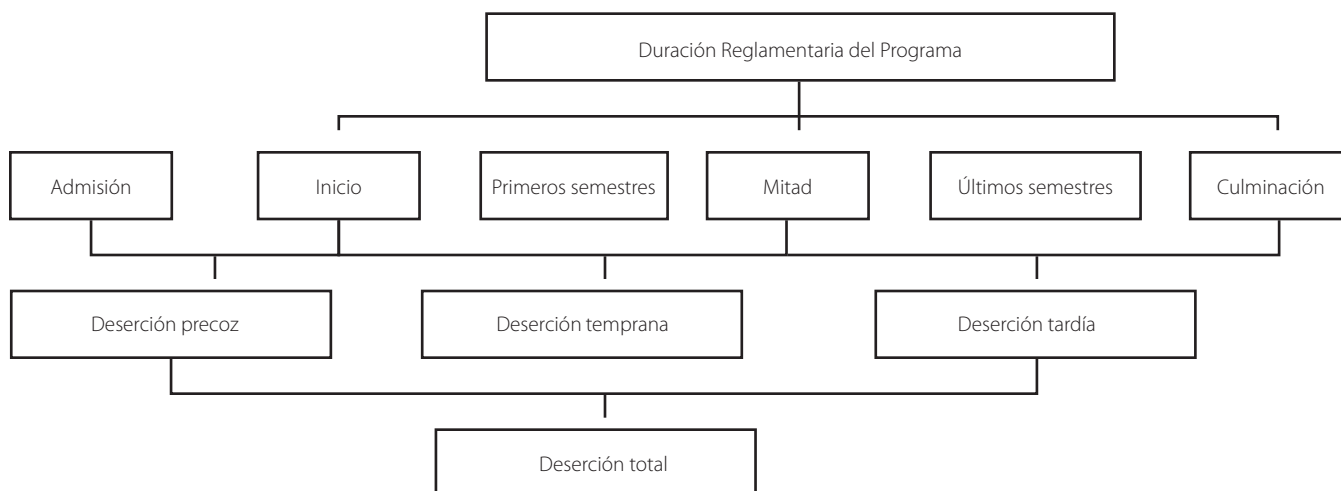 Duración Reglamentaria del Programa
Admisión
Inicio
Primeros semestres
Mitad
Últimos semestres
Culminación
Deserción precoz
Deserción temprana
Deserción tardía
Deserción total